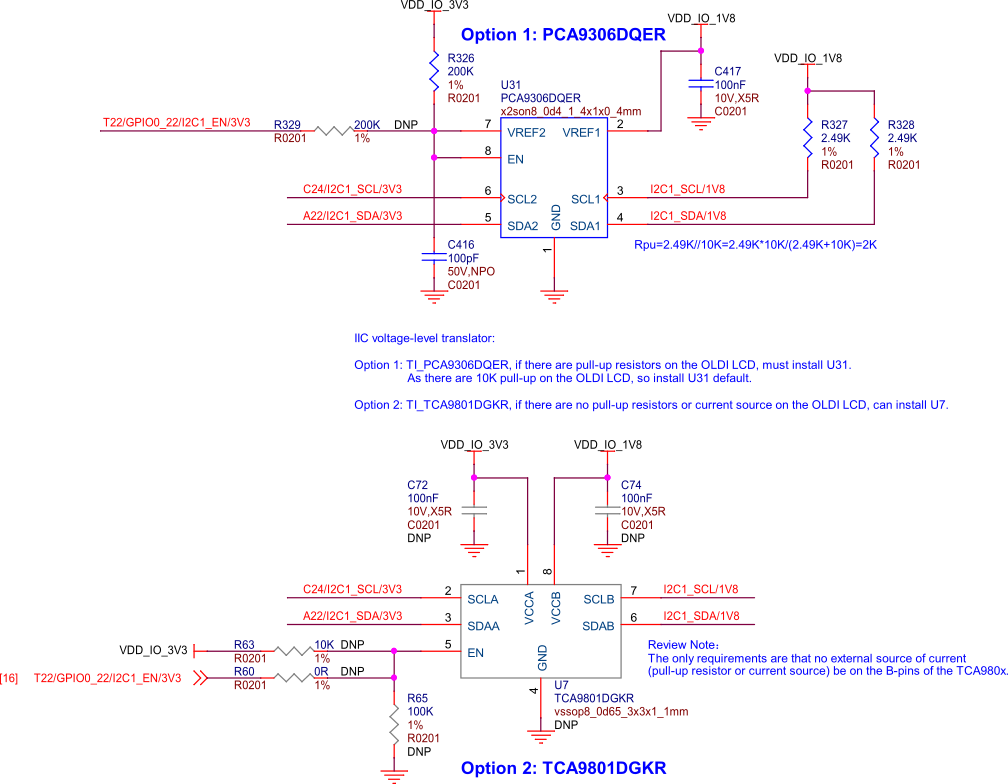 VDD_IO_3V3
Option 1: PCA9306DQER
VDD_IO_1V8
VDD_IO_1V8
R326
200K
1%
R0201
C417
100nF
10V,X5R
C0201
U31
PCA9306DQER
x2son8_0d4_1_4x1x0_4mm
T22/GPIO0_22/I2C1_EN/3V3
R329
R0201
200K
1%
DNP
7
VREF2
VREF1
2
8
EN
R327
2.49K
1%
R0201
R328
2.49K
1%
R0201
C24/I2C1_SCL/3V3
6
SCL2
SCL1
3
I2C1_SCL/1V8
A22/I2C1_SDA/3V3
5
SDA2
GND
SDA1
4
I2C1_SDA/1V8
1
C416
100pF
50V,NPO
C0201
Rpu=2.49K//10K=2.49K*10K/(2.49K+10K)=2K
IIC voltage-level translator:
Option 1: TI_PCA9306DQER, if there are pull-up resistors on the OLDI LCD, must install U31.
As there are 10K pull-up on the OLDI LCD, so install U31 default.
Option 2: TI_TCA9801DGKR, if there are no pull-up resistors or current source on the OLDI LCD, can install U7.
VDD_IO_3V3
VDD_IO_1V8
C72
100nF
10V,X5R
C0201
DNP
C74
100nF
10V,X5R
C0201
DNP
1
8
C24/I2C1_SCL/3V3
2
SCLA
VCCA
VCCB
SCLB
7
I2C1_SCL/1V8
A22/I2C1_SDA/3V3
3
SDAA
SDAB
6
I2C1_SDA/1V8
VDD_IO_3V3
R63
R0201
10K
1%
DNP
5
EN
GND
[16]
T22/GPIO0_22/I2C1_EN/3V3
R60
R0201
0R
1%
DNP
4
Review Note:
The only requirements are that no external source of current
(pull-up resistor or current source) be on the B-pins of the TCA980x.
R65
100K
1%
R0201
DNP
U7
TCA9801DGKR
vssop8_0d65_3x3x1_1mm
DNP
Option 2: TCA9801DGKR